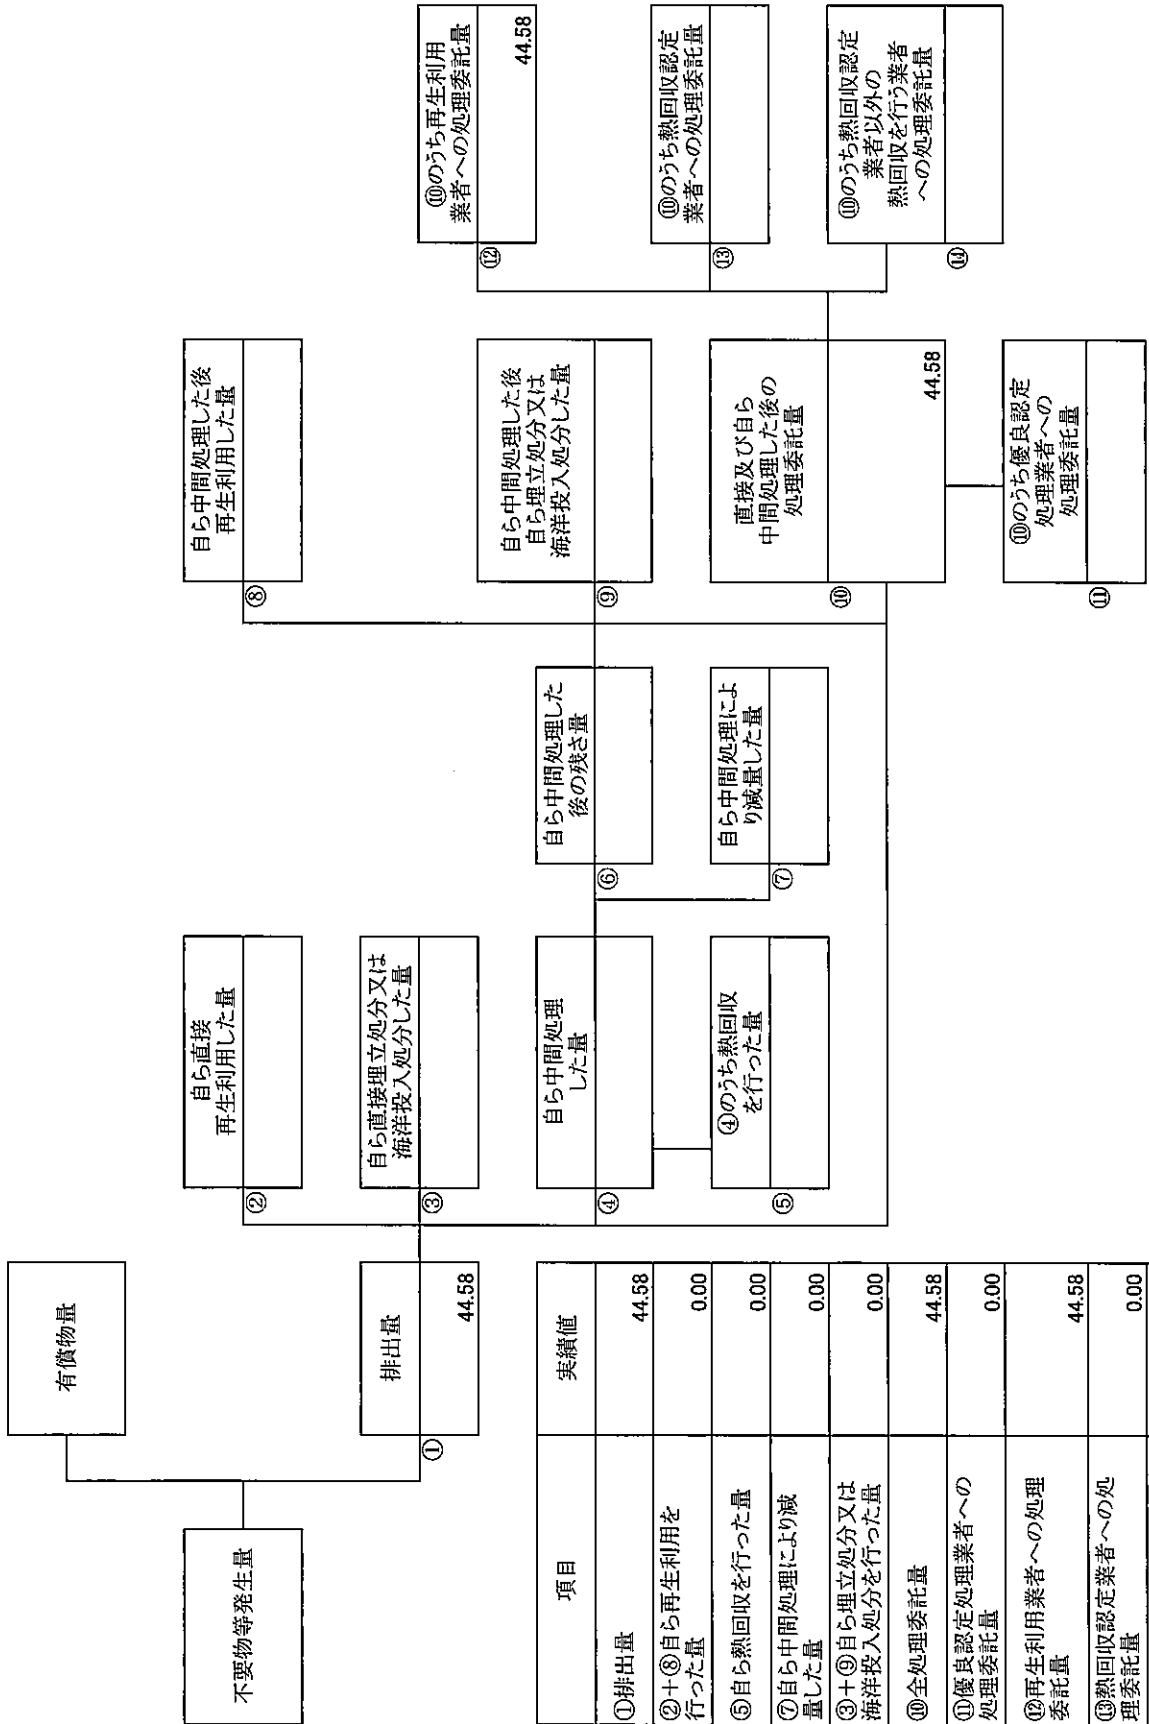 不要物等発生量
有償物量
排出量
①
44.58
自ら直接
再生利用した量
②
自ら直接埋立処分又は
海洋投入処分した量
③
自ら中間処理
した量
④
④のうち熱回収
を行った量
⑤
自ら中間処理した
後の残さ量
⑥
自ら中間処理によ
り減量した量
⑦
自ら中間処理した後
再生利用した量
⑧
自ら中間処理した後
自ら埋立処分又は
海洋投入処分した量
⑨
直接及び自ら
中間処理した後の
処理委託量
⑩
44.58
⑩のうち優良認定
処理業者への
処理委託量
⑪
⑩のうち再生利用
業者への処理委託量
⑫
44.58
⑩のうち熱回収認定
業者への処理委託量
⑬
⑩のうち熱回収認定
業者以外の
熱回収を行う業者
への処理委託量
⑭
項目 実績値
①排出量 44.58
②+⑧自ら再生利用を
行った量 0.00
⑤自ら熱回収を行った量 0.00
⑦自ら中間処理により減
量した量 0.00
③+⑨自ら埋立処分又は
海洋投入処分を行った量 0.00
⑩全処理委託量 44.58
⑪優良認定処理業者への
処理委託量 0.00
⑫再生利用業者への処理
委託量 44.58
⑬熱回収認定業者への処
理委託量 0.00